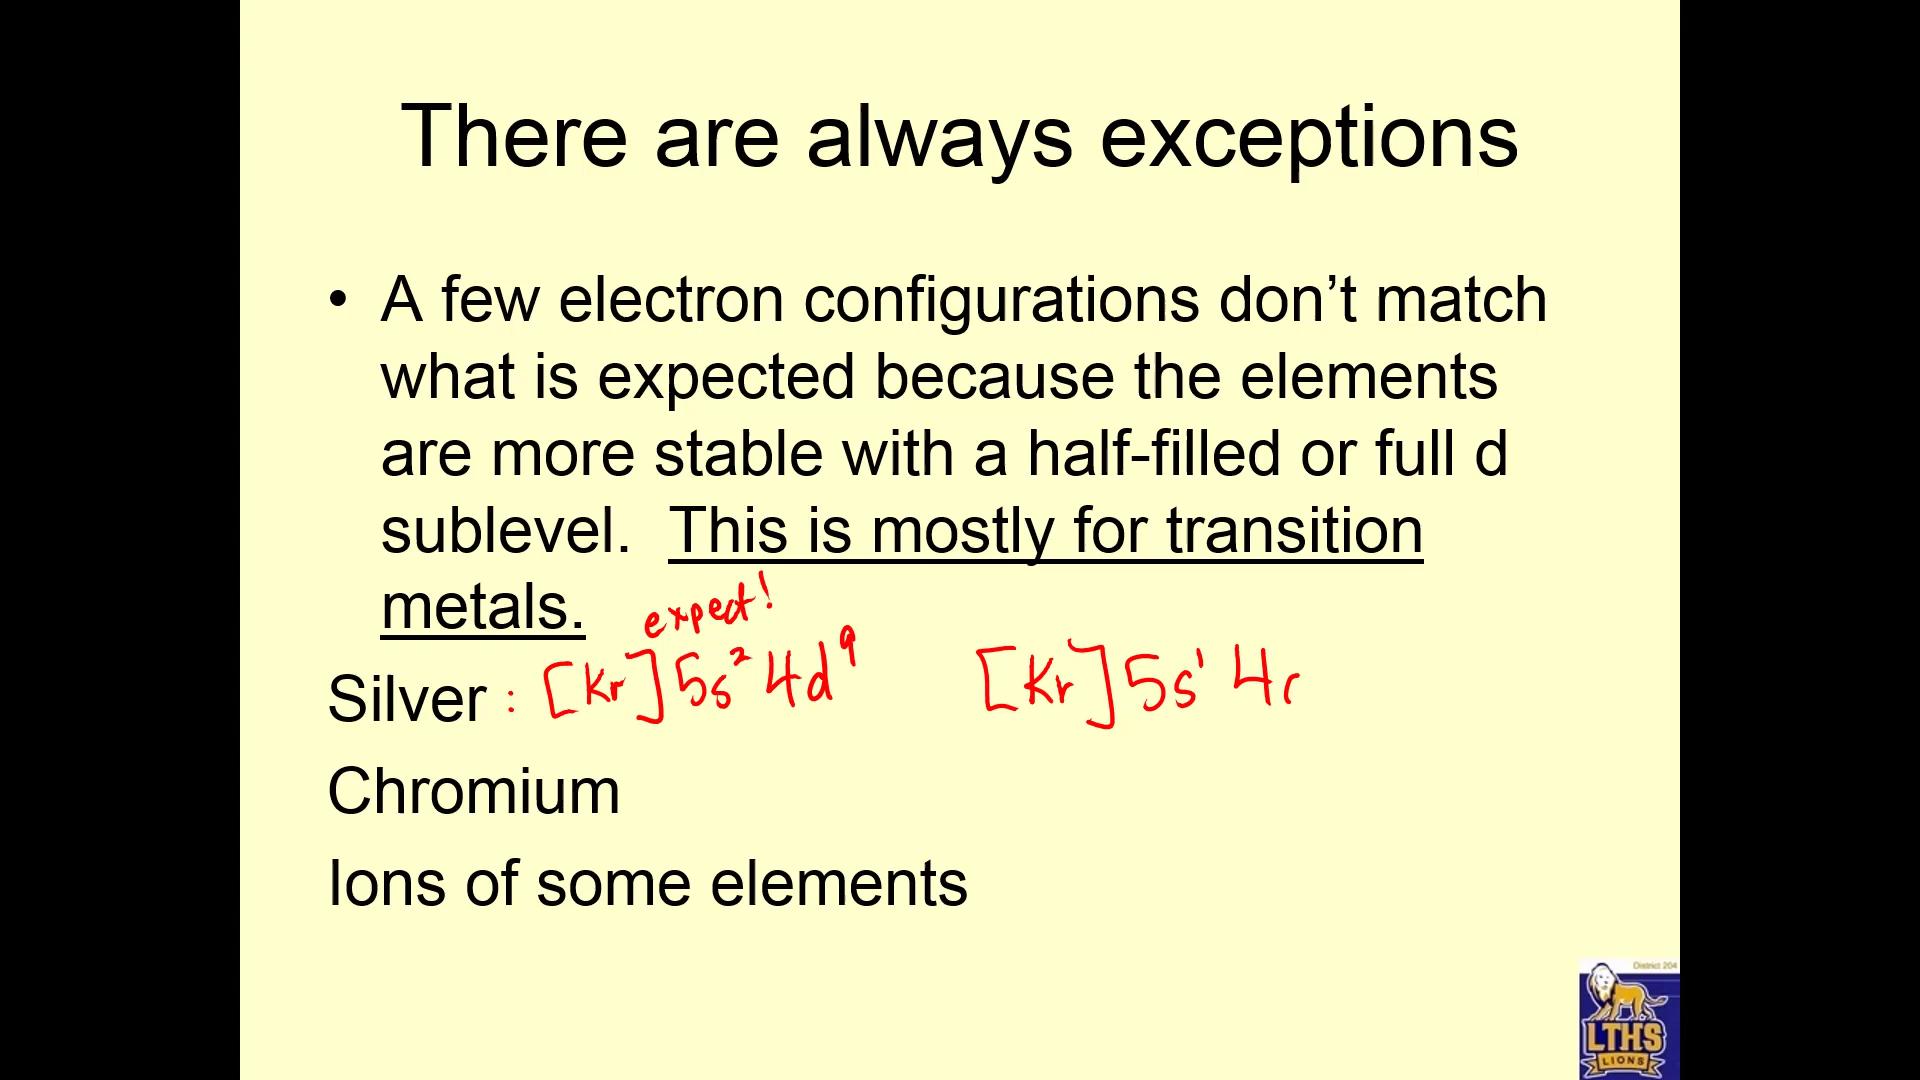 There are always exceptions
• A few electron configurations don’t match
what is expected because the elements
are more stable with a half-filled or full d
sublevel. This is mostly for transition
metals.
expect!
Silver : [Kr] 5s² 4d⁹ [Kr] 5s¹ 4
Chromium
Ions of some elements
District 204
LTHS
LIONS